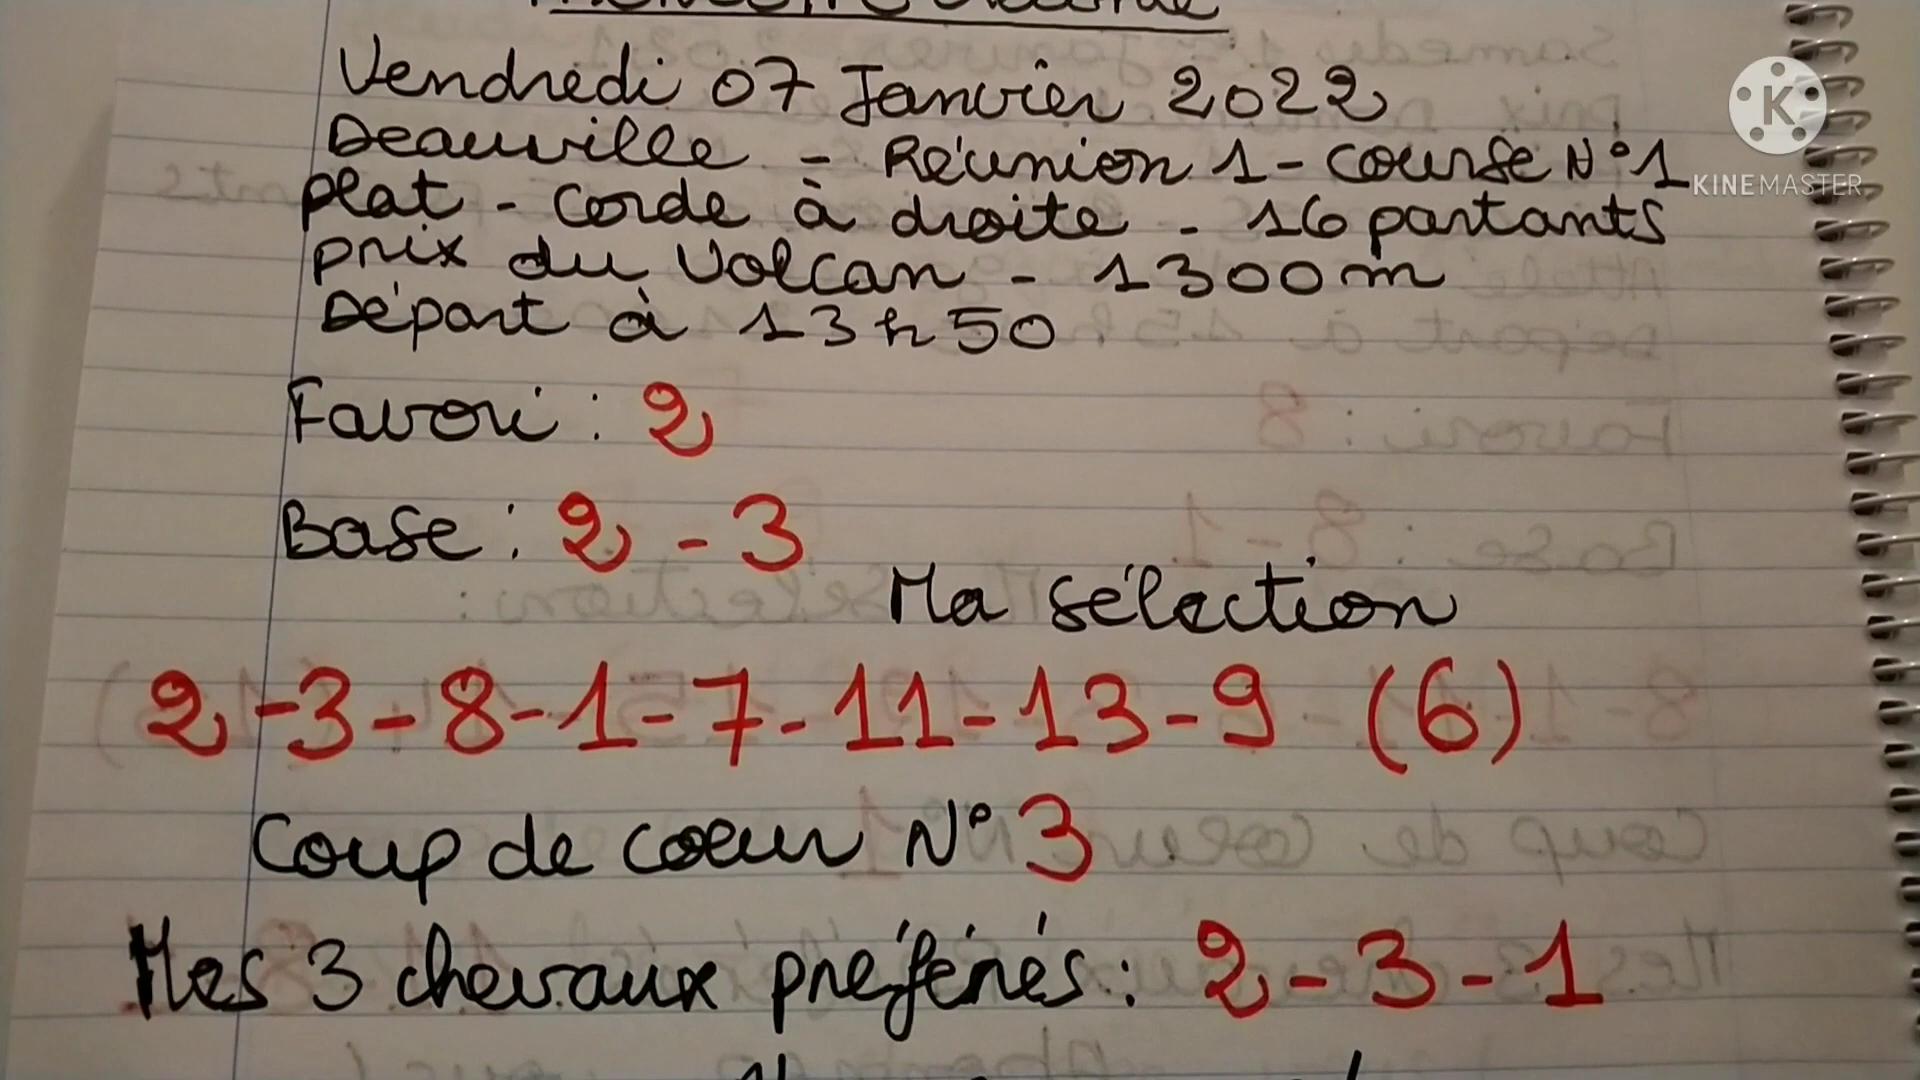 Vendredi 07 Janvier 2022
Deauville - Réunion 1 - course N°1
plat - corde à droite - 16 partants
prix du Volcan - 1300m
Départ à 13h50
Favori : 2
Base : 2 - 3
Ma sélection
2 - 3 - 8 - 1 - 7 - 11 - 13 - 9 (6)
Coup de coeur N° 3
Mes 3 chevaux préférés : 2 - 3 - 1
K
KINEMASTER